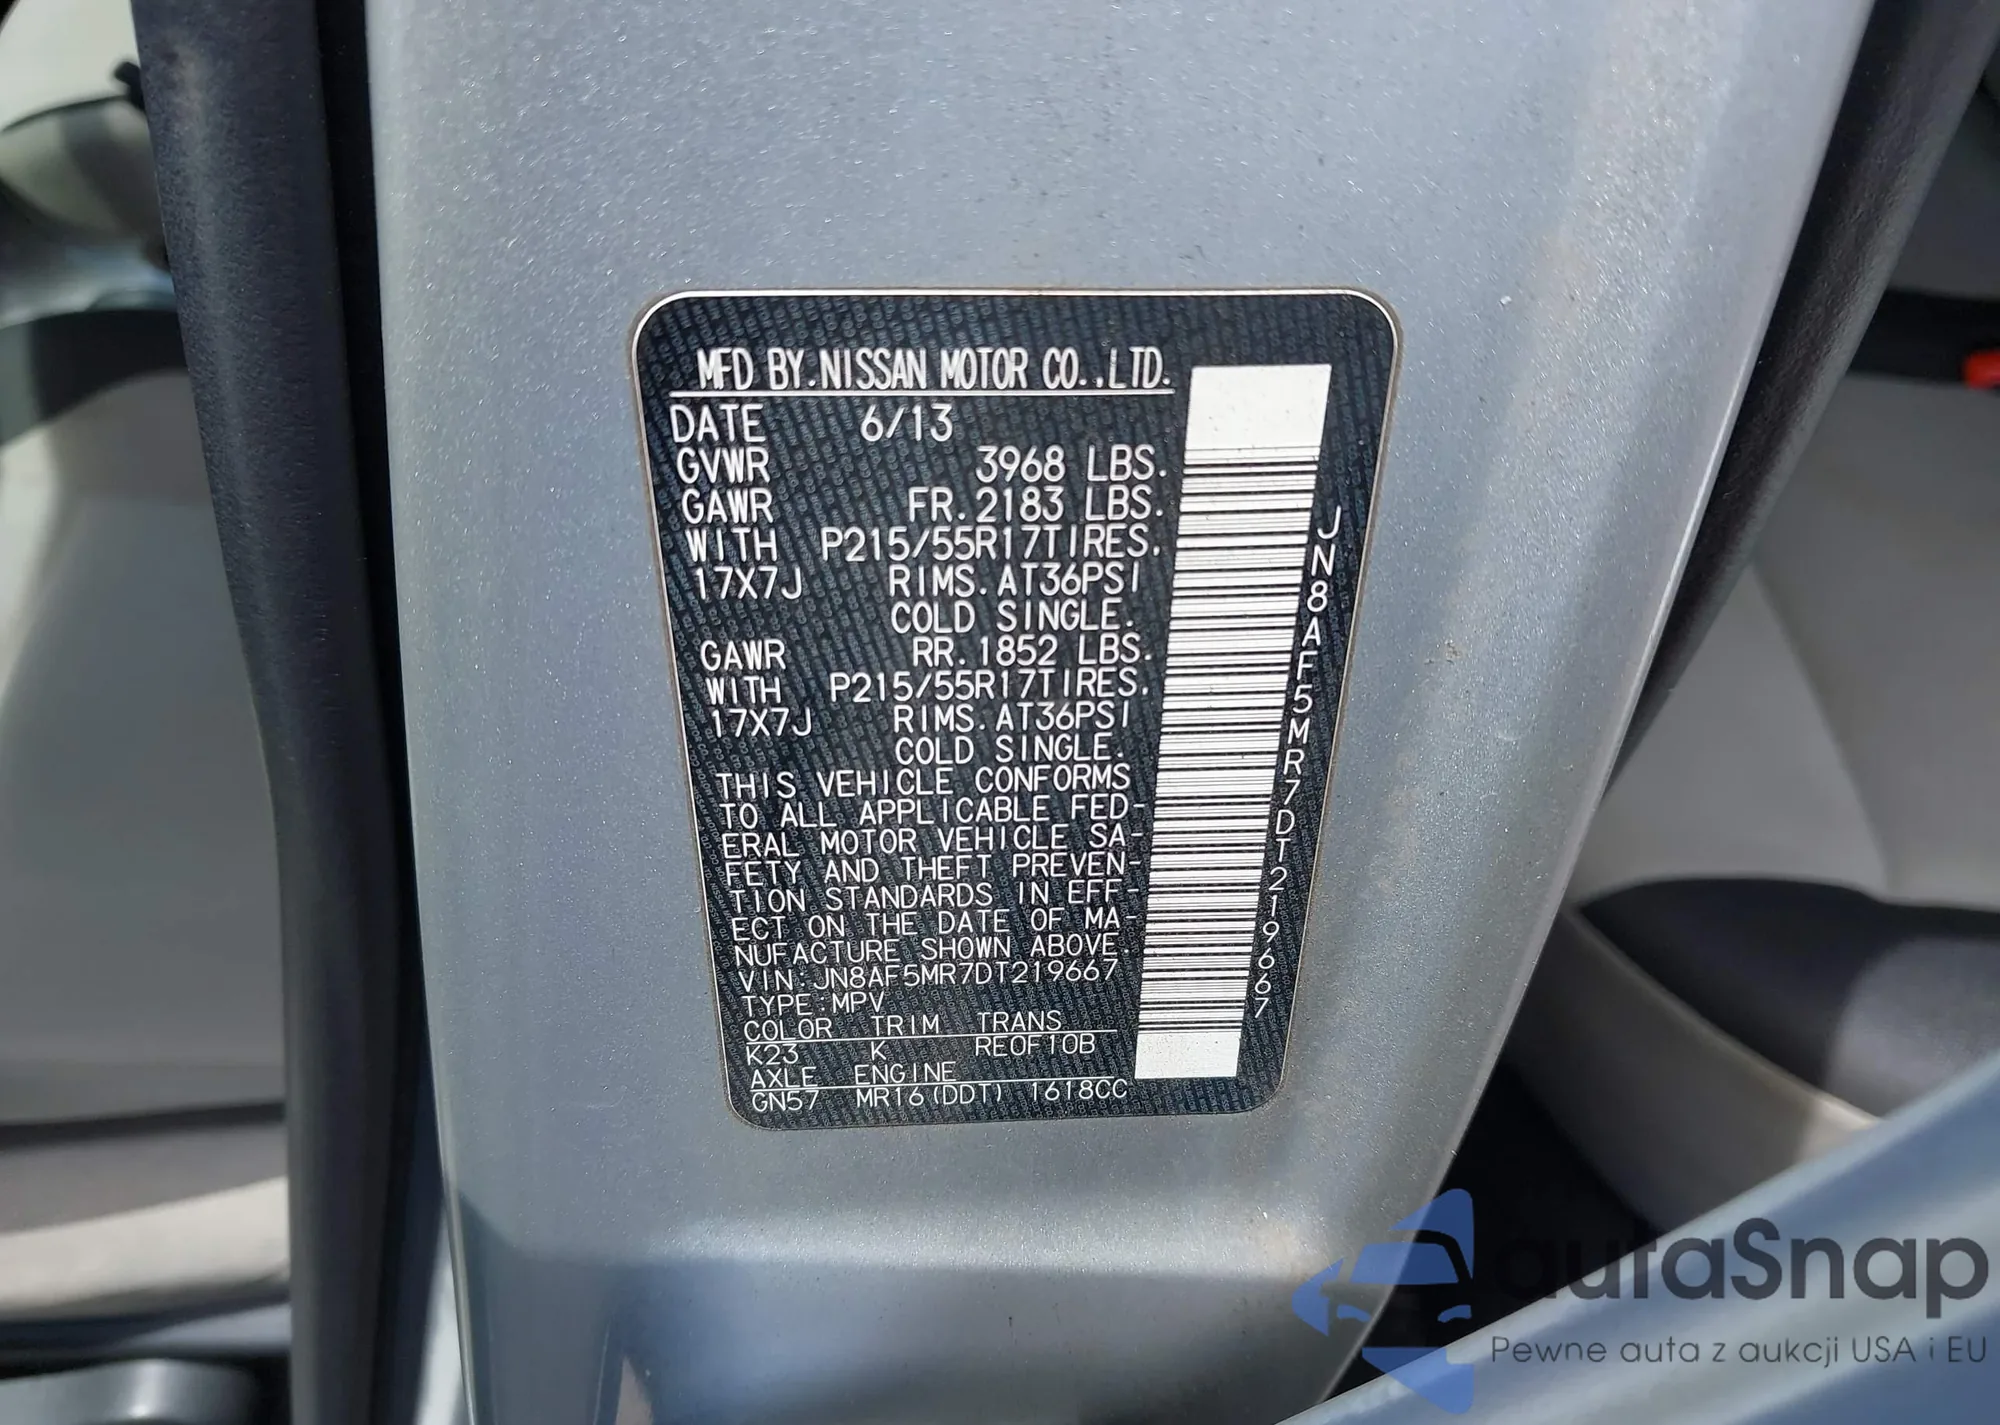 MFD BY.NISSAN MOTOR CO.,LTD.
DATE 6/13
GVWR 3968 LBS.
GAWR FR.2183 LBS.
WITH P215/55R17TIRES.
17X7J RIMS.AT36PSI
COLD SINGLE.
GAWR RR.1852 LBS.
WITH P215/55R17TIRES.
17X7J RIMS.AT36PSI
COLD SINGLE.
THIS VEHICLE CONFORMS
TO ALL APPLICABLE FED-
ERAL MOTOR VEHICLE SA-
FETY AND THEFT PREVEN-
TION STANDARDS IN EFF-
ECT ON THE DATE OF MA-
NUFACTURE SHOWN ABOVE.
VIN:JN8AF5MR7DT219667
TYPE:MPV
COLOR TRIM TRANS
K23 K RE0F10B
AXLE ENGINE
GN57 MR16(DDT) 1618CC
JN8AF5MR7DT219667
autaSnap
Pewne auta z aukcji USA i EU